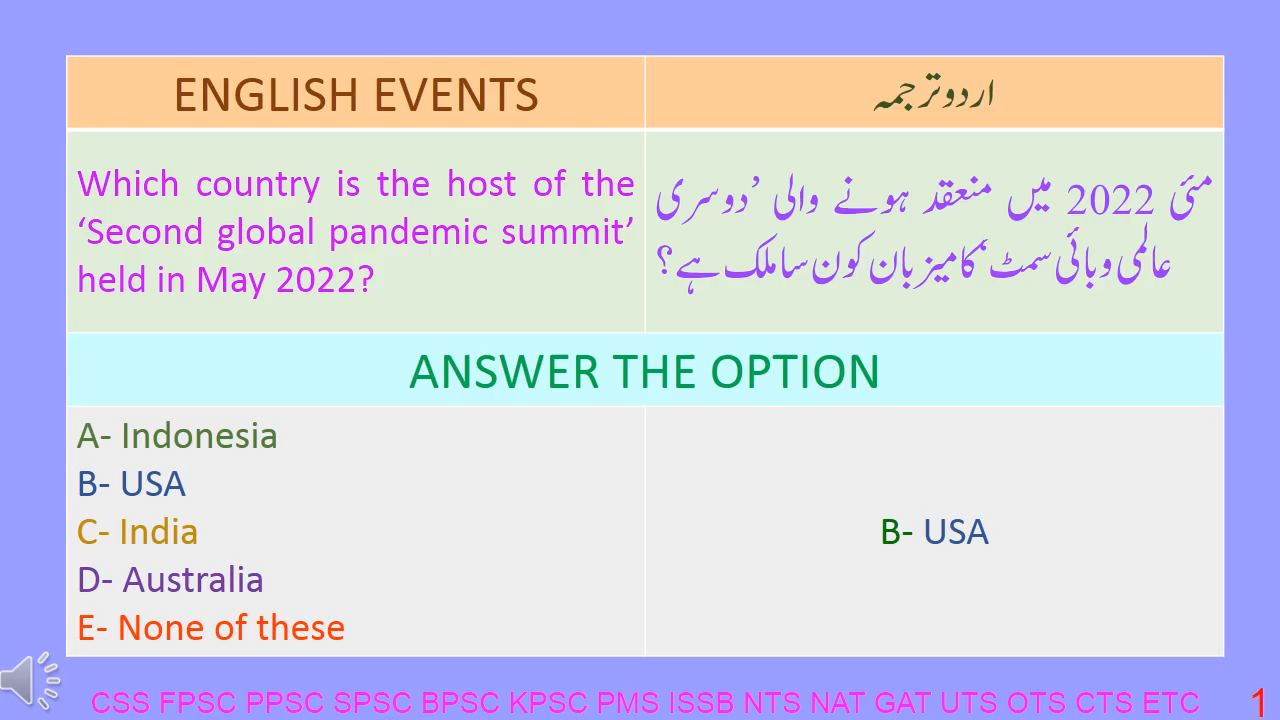 ENGLISH EVENTS
اردو ترجمہ
Which country is the host of the
‘Second global pandemic summit’
held in May 2022?
مئی 2022 میں منعقد ہونے والی ’دوسری
عالمی وبائی سمٹ‘ کا میزبان کون سا ملک ہے؟
ANSWER THE OPTION
A- Indonesia
B- USA
C- India
D- Australia
E- None of these
B- USA
CSS FPSC PPSC SPSC BPSC KPSC PMS ISSB NTS NAT GAT UTS OTS CTS ETC
1